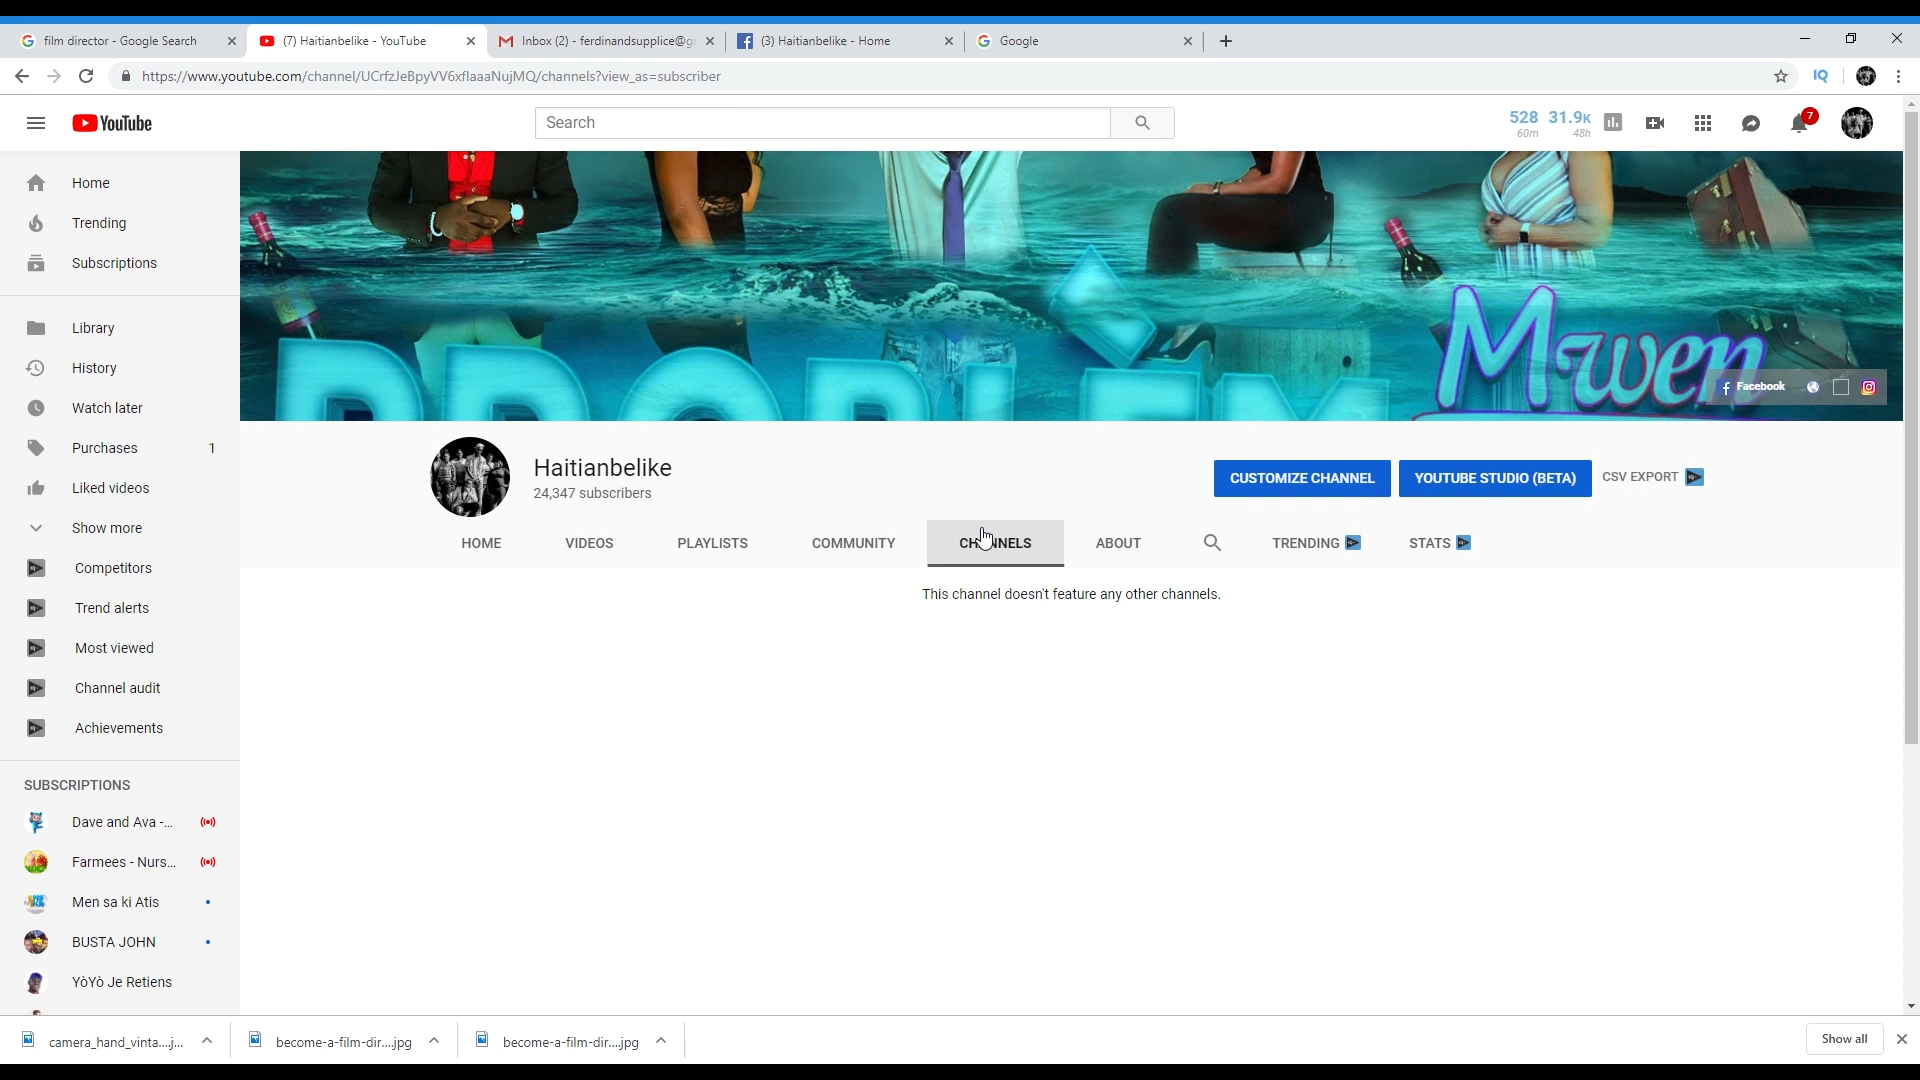 film director - Google Search
(7) Haitianbelike - YouTube
Inbox (2) - ferdinandsupplice@g
(3) Haitianbelike - Home
Google
https://www.youtube.com/channel/UCrfzJeBpyVV6xflaaaNujMQ/channels?view_as=subscriber
IQ
YouTube
Search
528 31.9K
60m 48h
7
Home
Trending
Subscriptions
Library
History
Watch later
Purchases 1
Liked videos
Show more
Competitors
Trend alerts
Most viewed
Channel audit
Achievements
SUBSCRIPTIONS
Dave and Ava -...
Farmees - Nurs...
Men sa ki Atis
BUSTA JOHN
YòYò Je Retiens
PROBLÈM
Mwen
Facebook
Haitianbelike
24,347 subscribers
CUSTOMIZE CHANNEL
YOUTUBE STUDIO (BETA)
CSV EXPORT
HOME VIDEOS PLAYLISTS COMMUNITY CHANNELS ABOUT TRENDING STATS
This channel doesn't feature any other channels.
camera_hand_vinta....j...
become-a-film-dir....jpg
become-a-film-dir....jpg
Show all